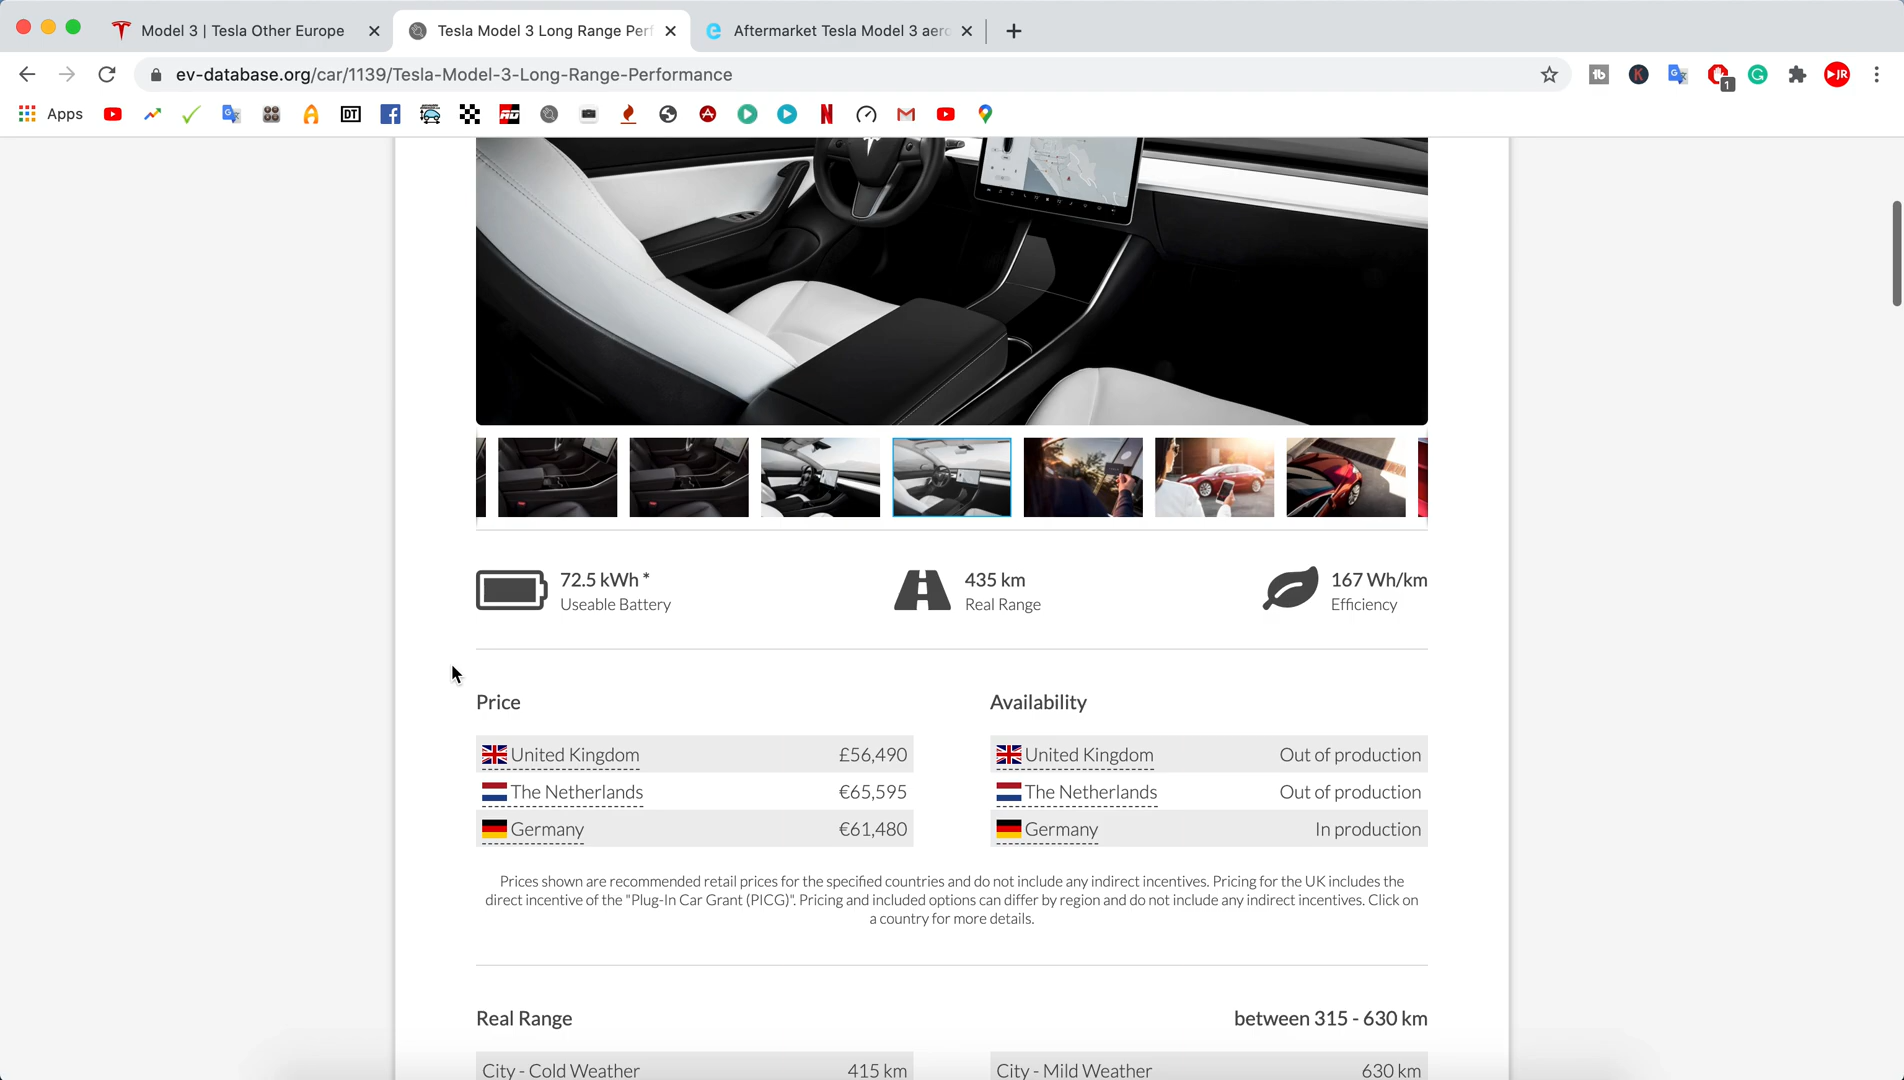 Model 3 | Tesla Other Europe
Tesla Model 3 Long Range Perf
Aftermarket Tesla Model 3 aero
ev-database.org/car/1139/Tesla-Model-3-Long-Range-Performance
1
JR
Apps
DT
72.5 kWh *
Useable Battery
435 km
Real Range
167 Wh/km
Efficiency
Price
United Kingdom £56,490
The Netherlands €65,595
Germany €61,480
Availability
United Kingdom Out of production
The Netherlands Out of production
Germany In production
Prices shown are recommended retail prices for the specified countries and do not include any indirect incentives. Pricing for the UK includes the
direct incentive of the "Plug-In Car Grant (PICG)". Pricing and included options can differ by region and do not include any indirect incentives. Click on
a country for more details.
Real Range between 315 - 630 km
City - Cold Weather 415 km
City - Mild Weather 630 km